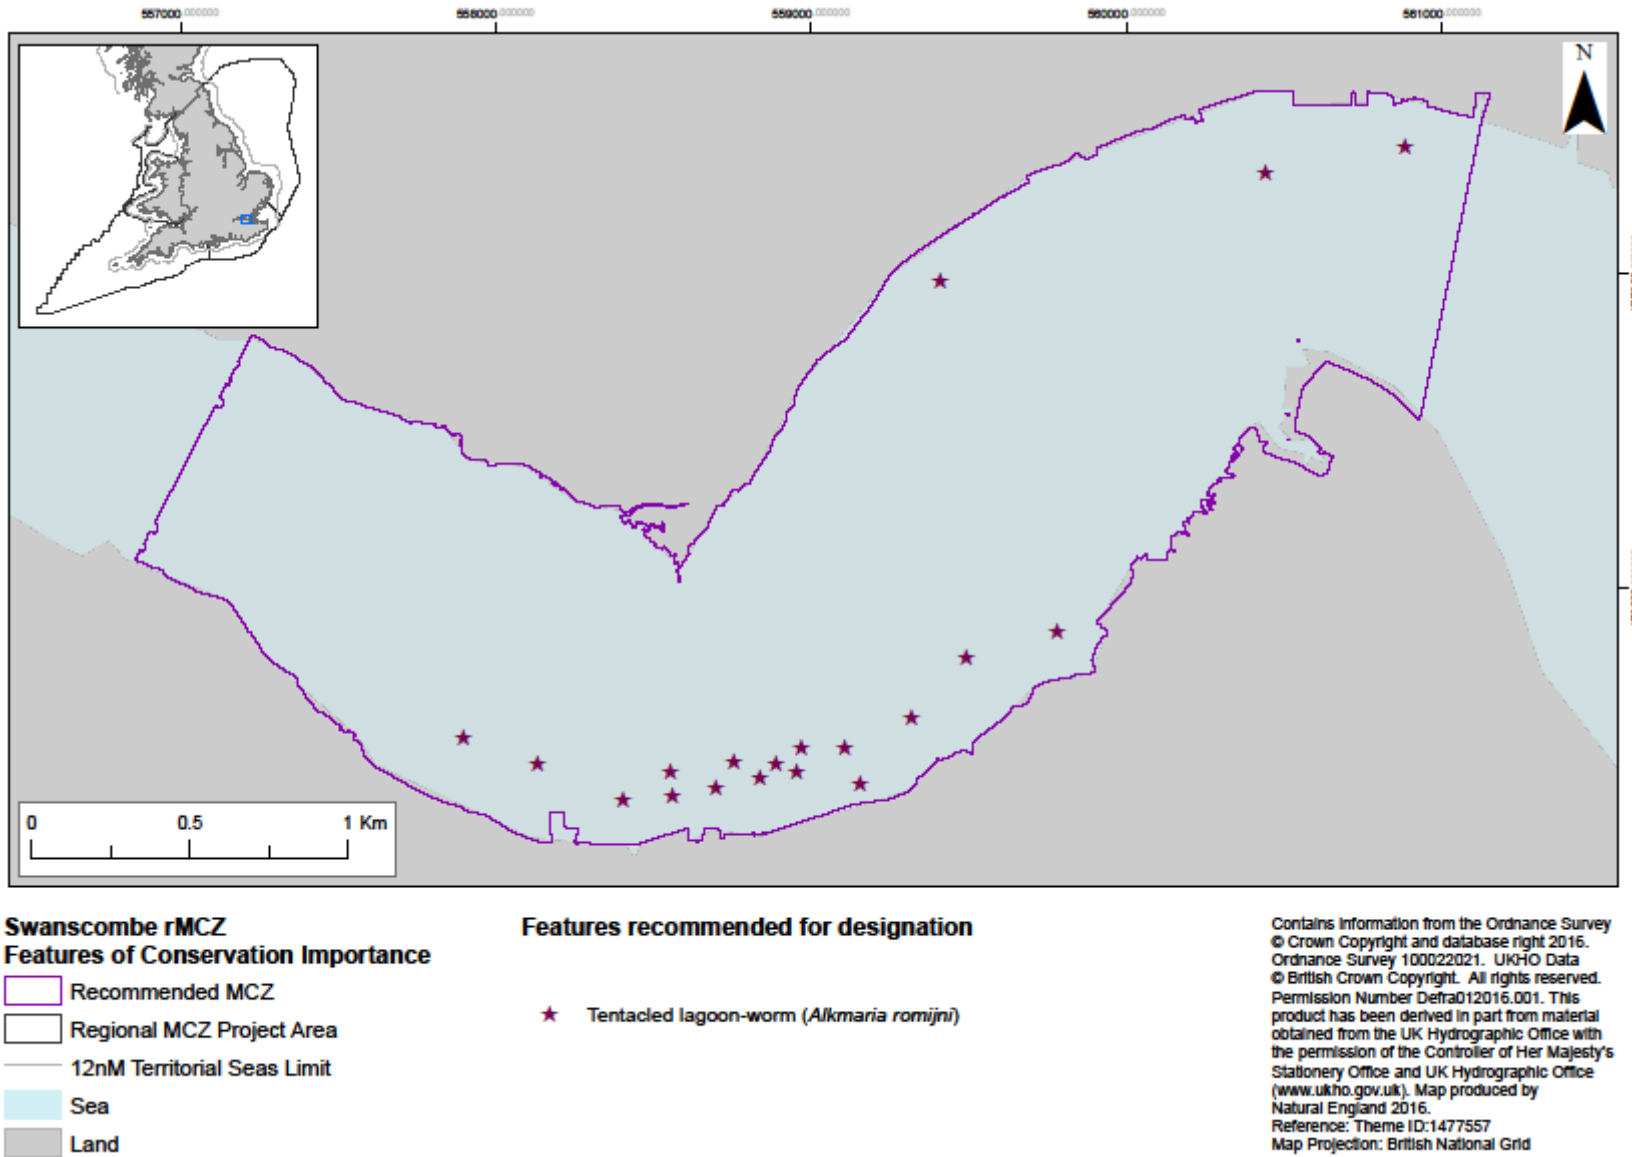 557000.000000 558000.000000 559000.000000 560000.000000 561000.000000
N
0 0.5 1 Km
Swanscombe rMCZ
Features of Conservation Importance
Recommended MCZ
Regional MCZ Project Area
12nM Territorial Seas Limit
Sea
Land
Features recommended for designation
Tentacled lagoon-worm (Alkmaria romijni)
Contains information from the Ordnance Survey
© Crown Copyright and database right 2016.
Ordnance Survey 100022021. UKHO Data
© British Crown Copyright. All rights reserved.
Permission Number Defra012016.001. This
product has been derived in part from material
obtained from the UK Hydrographic Office with
the permission of the Controller of Her Majesty's
Stationery Office and UK Hydrographic Office
(www.ukho.gov.uk). Map produced by
Natural England 2016.
Reference: Theme ID:1477557
Map Projection: British National Grid